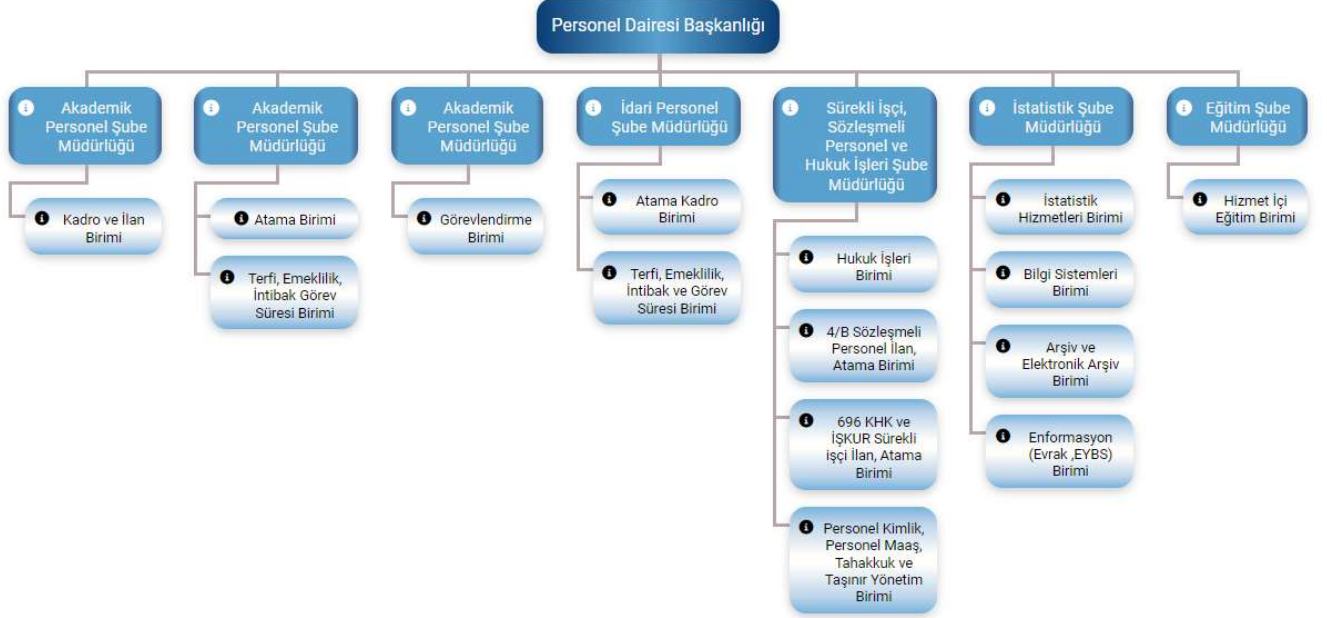 Personel Dairesi Başkanlığı
Akademik
Personel Şube
Müdürlüğü
Kadro ve İlan
Birimi
Akademik
Personel Şube
Müdürlüğü
Atama Birimi
Terfi, Emeklilik,
İntibak Görev
Süresi Birimi
Akademik
Personel Şube
Müdürlüğü
Görevlendirme
Birimi
İdari Personel
Şube Müdürlüğü
Atama Kadro
Birimi
Terfi, Emeklilik,
İntibak ve Görev
Süresi Birimi
Sürekli İşçi,
Sözleşmeli
Personel ve
Hukuk İşleri Şube
Müdürlüğü
Hukuk İşleri
Birimi
4/B Sözleşmeli
Personel İlan,
Atama Birimi
696 KHK ve
İŞKUR Sürekli
işçi İlan, Atama
Birimi
Personel Kimlik,
Personel Maaş,
Tahakkuk ve
Taşınır Yönetim
Birimi
İstatistik Şube
Müdürlüğü
İstatistik
Hizmetleri Birimi
Bilgi Sistemleri
Birimi
Arşiv ve
Elektronik Arşiv
Birimi
Enformasyon
(Evrak ,EYBS)
Birimi
Eğitim Şube
Müdürlüğü
Hizmet İçi
Eğitim Birimi